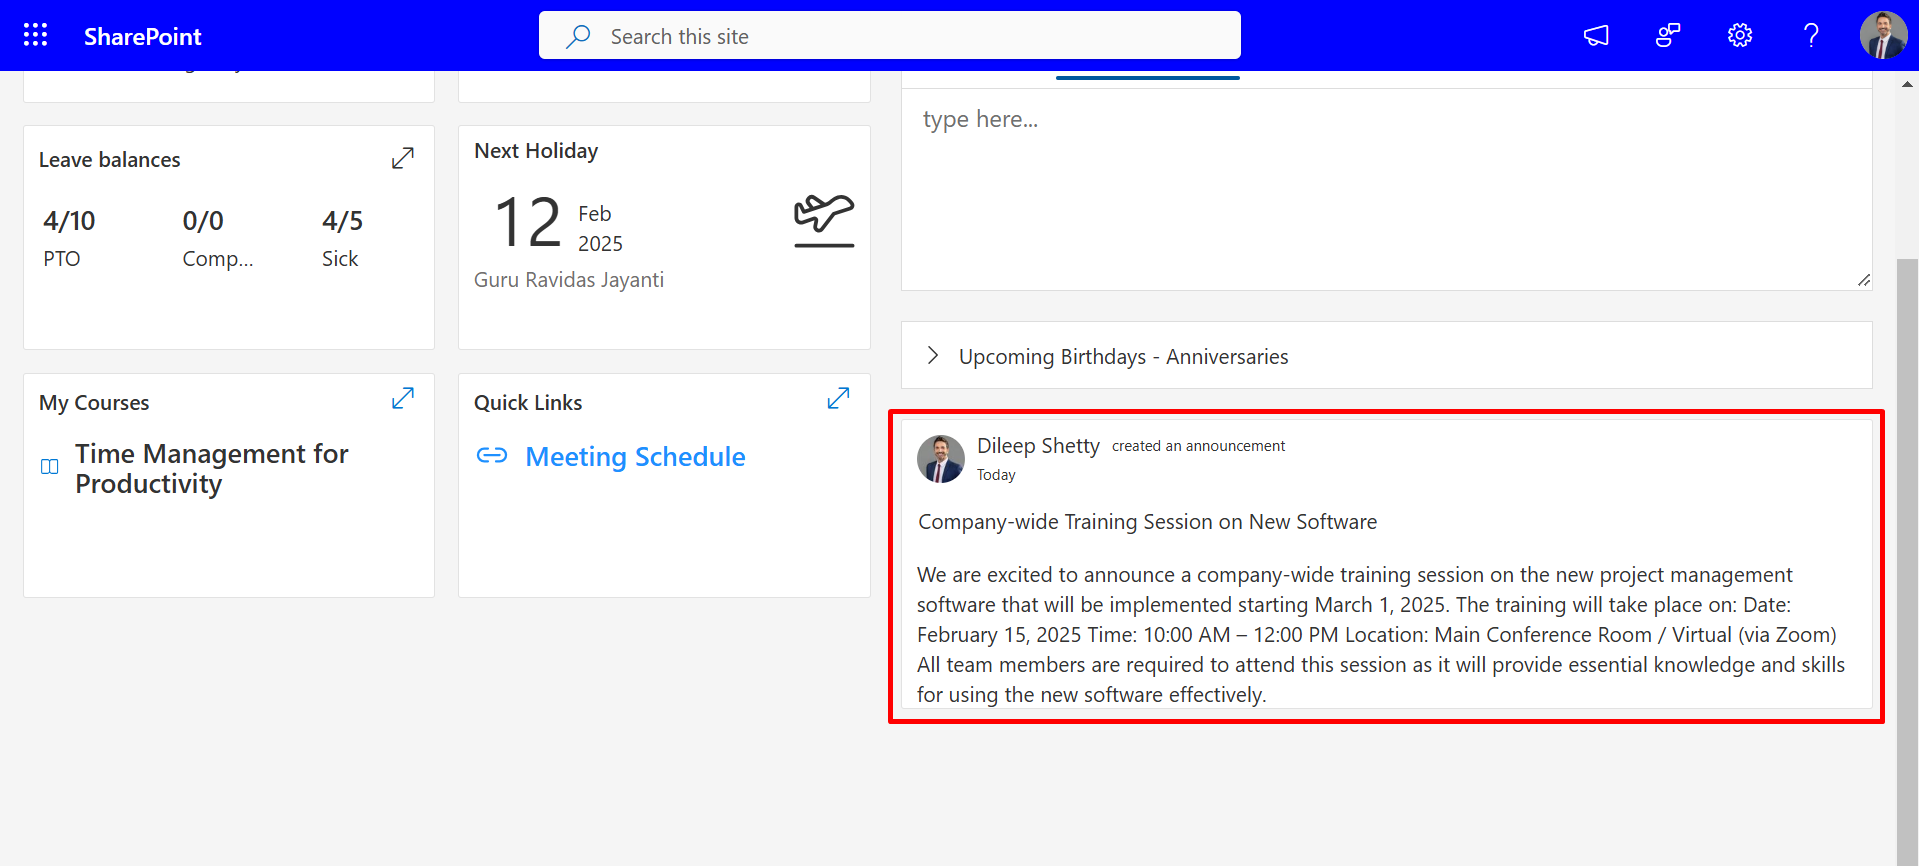 SharePoint
Search this site
Leave balances
4/10
0/0
4/5
PTO
Comp...
Sick
Next Holiday
12
Feb
2025
Guru Ravidas Jayanti
My Courses
Time Management for
Productivity
Quick Links
Meeting Schedule
type here...
Upcoming Birthdays - Anniversaries
Dileep Shetty created an announcement
Today
Company-wide Training Session on New Software
We are excited to announce a company-wide training session on the new project management
software that will be implemented starting March 1, 2025. The training will take place on: Date:
February 15, 2025 Time: 10:00 AM – 12:00 PM Location: Main Conference Room / Virtual (via Zoom)
All team members are required to attend this session as it will provide essential knowledge and skills
for using the new software effectively.